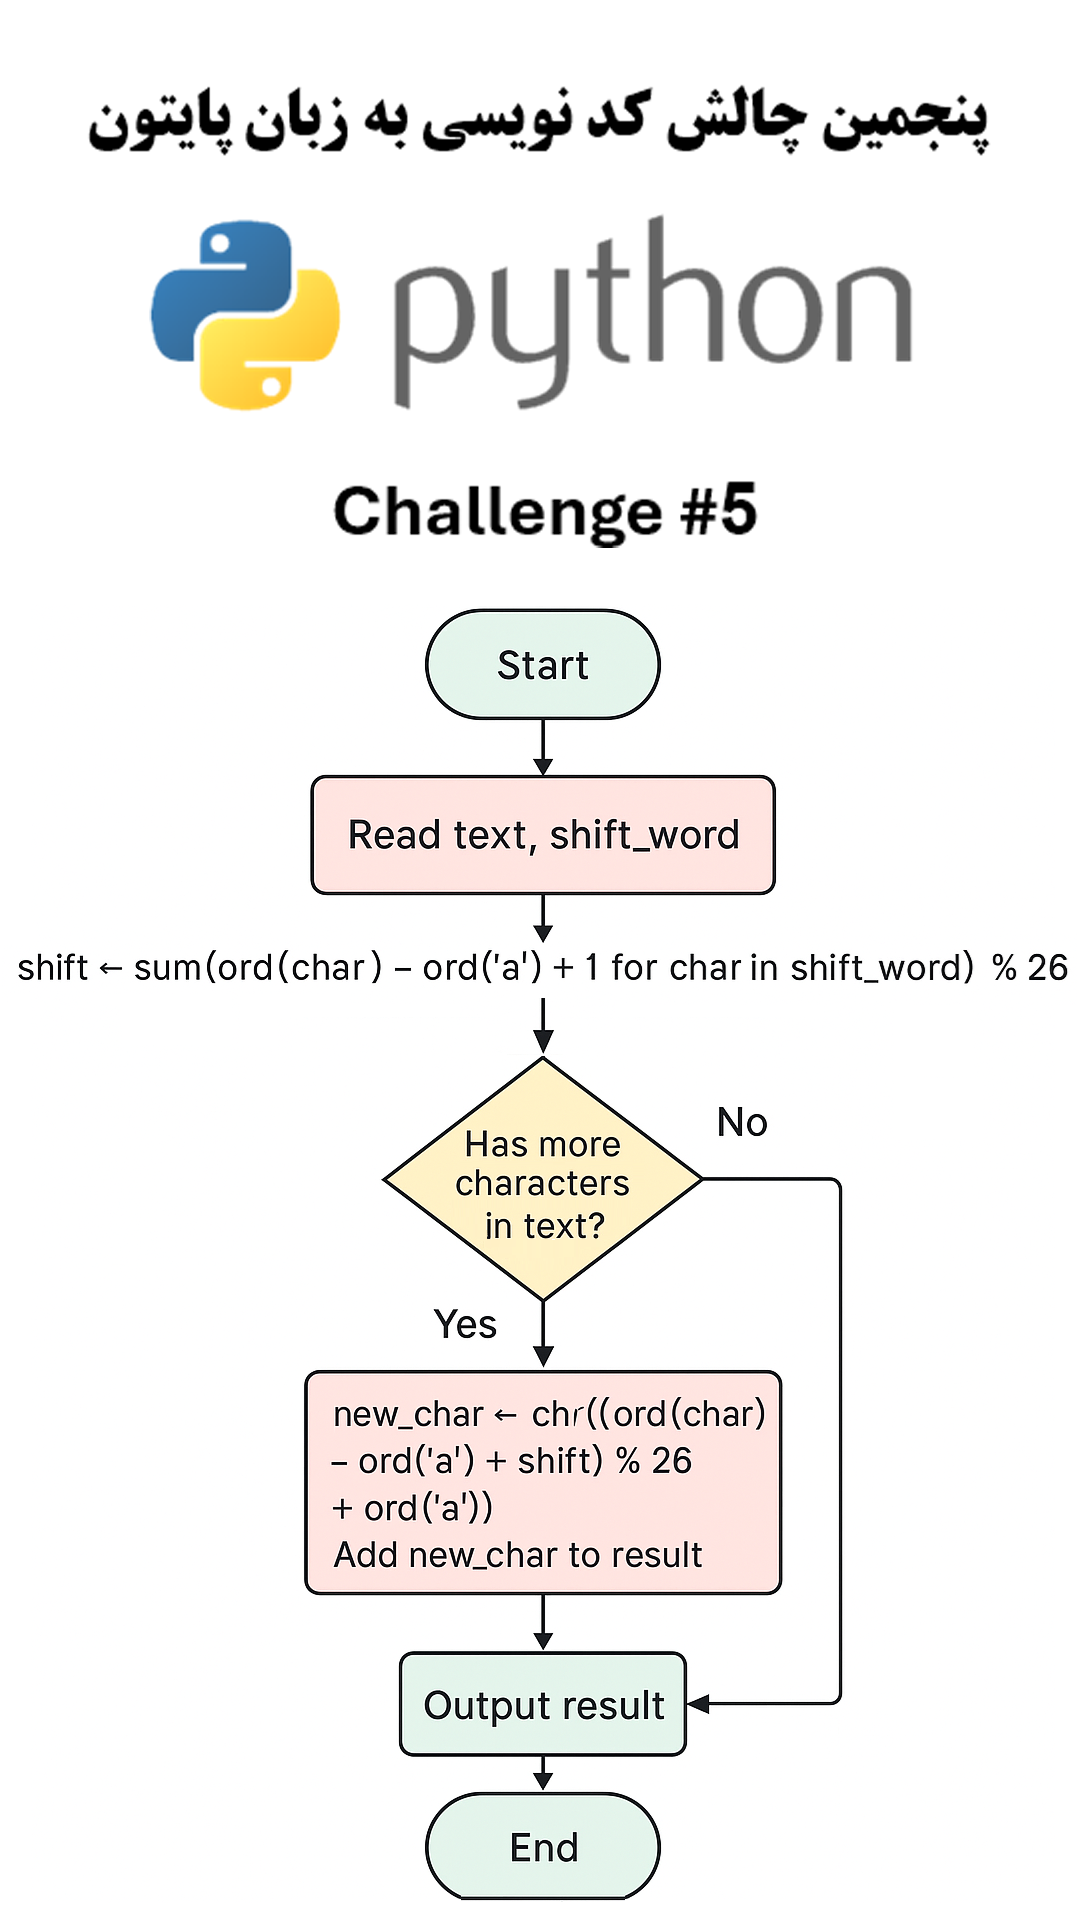 پنجمین چالش کد نویسی به زبان پایتون
python
Challenge #5
Start
Read text, shift_word
shift ← sum(ord(char) – ord('a') + 1 for char in shift_word) % 26
Has more
characters
in text?
No
Yes
new_char ← chr((ord(char)
– ord('a') + shift) % 26
+ ord('a'))
Add new_char to result
Output result
End